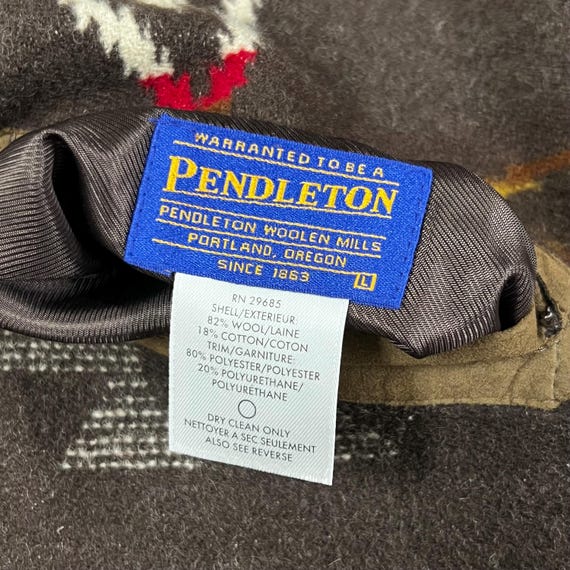 WARRANTED TO BE A
PENDLETON
PENDLETON WOOLEN MILLS
PORTLAND, OREGON
SINCE 1863
L
RN 29685
SHELL/EXTERIEUR:
82% WOOL/LAINE
18% COTTON/COTON
TRIM/GARNITURE:
80% POLYESTER/POLYESTER
20% POLYURETHANE/
POLYURETHANE
DRY CLEAN ONLY
NETTOYER A SEC SEULEMENT
ALSO SEE REVERSE